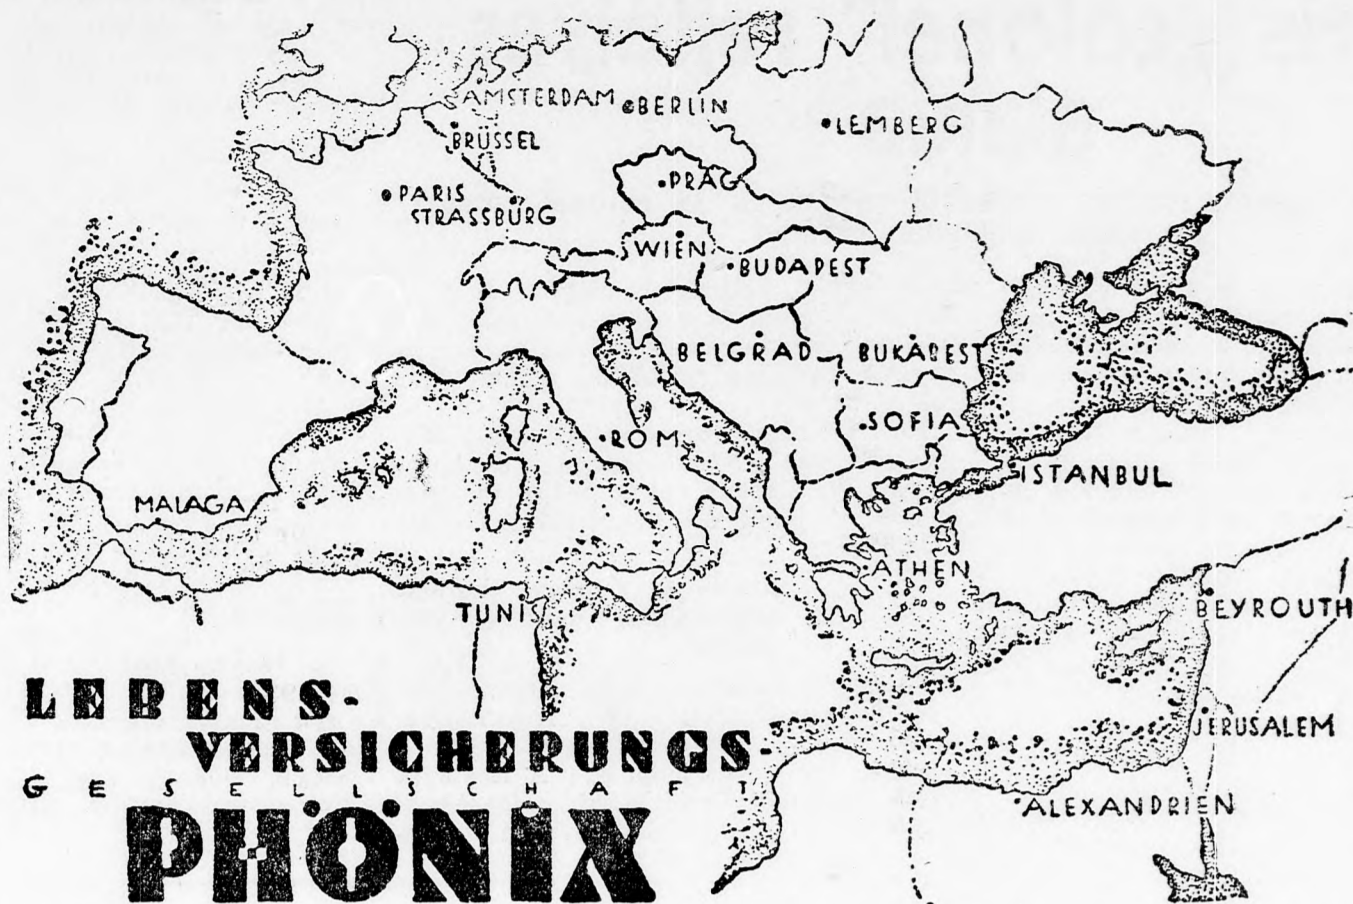 AMSTERDAM
BERLIN
LEMBERG
BRÜSSEL
PRAG
PARIS
STRASSBURG
WIEN
BUDAPEST
BELGRAD
BUKAREST
ROM
SOFIA
ISTANBUL
MALAGA
ATHEN
TUNIS
BEYROUTH
LEBENS-
VERSICHERUNGS-
GESELLSCHAFT
PHÖNIX
JERUSALEM
ALEXANDRIEN